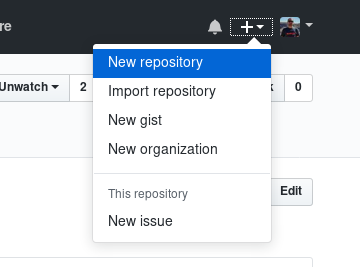 re
Unwatch 2 k 0
New repository
Import repository
New gist
New organization
This repository
New issue
Edit